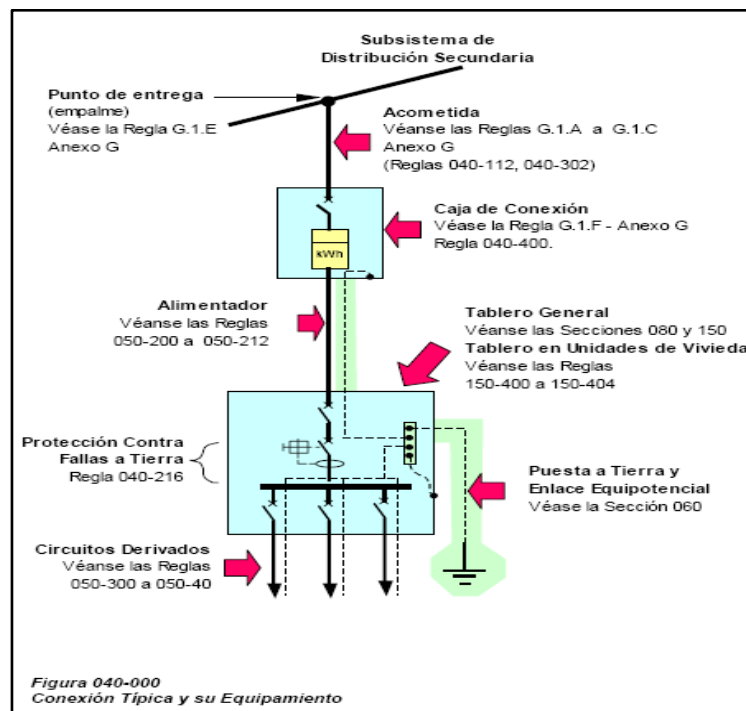 Subsistema de
Distribución Secundaria
Punto de entrega
(empalme)
Véase la Regla G.1.E
Anexo G
Acometida
Véanse las Reglas G.1.A a G.1.C
Anexo G
(Reglas 040-112, 040-302)
Caja de Conexión
Véase la Regla G.1.F - Anexo G
Regla 040-400.
kWh
Alimentador
Véanse las Reglas
050-200 a 050-212
Tablero General
Véanse las Secciones 080 y 150
Tablero en Unidades de Vivieda
Véanse las Reglas
150-400 a 150-404
Protección Contra
Fallas a Tierra
Regla 040-216
Puesta a Tierra y
Enlace Equipotencial
Véase la Sección 060
Circuitos Derivados
Véanse las Reglas
050-300 a 050-40
Figura 040-000
Conexión Típica y su Equipamiento